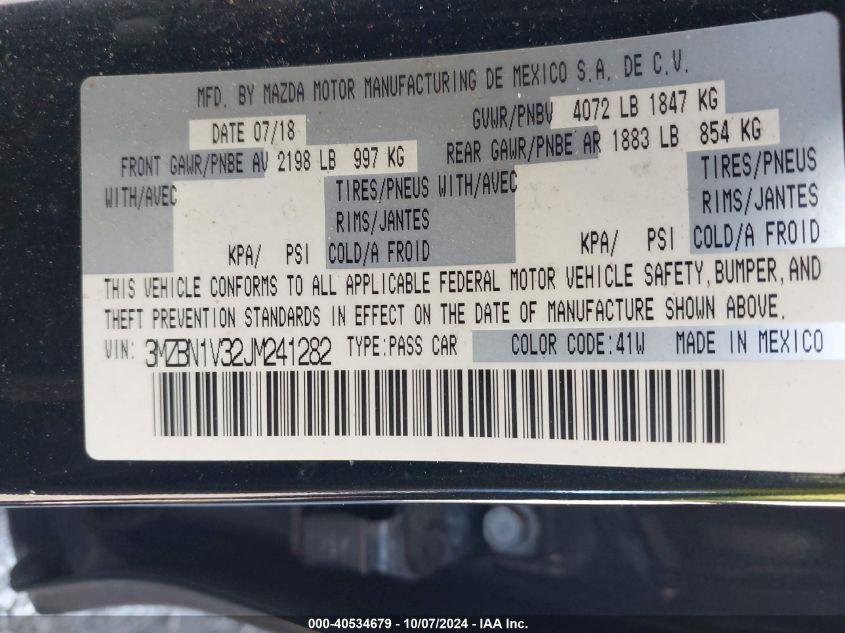 MFD. BY MAZDA MOTOR MANUFACTURING DE MEXICO S.A. DE C.V.
DATE 07/18 GVWR/PNBV 4072 LB 1847 KG
FRONT GAWR/PNBE AV 2198 LB 997 KG REAR GAWR/PNBE AR 1883 LB 854 KG
WITH/AVEC TIRES/PNEUS WITH/AVEC TIRES/PNEUS
RIMS/JANTES RIMS/JANTES
KPA/ PSI COLD/A FROID KPA/ PSI COLD/A FROID
THIS VEHICLE CONFORMS TO ALL APPLICABLE FEDERAL MOTOR VEHICLE SAFETY, BUMPER, AND
THEFT PREVENTION STANDARDS IN EFFECT ON THE DATE OF MANUFACTURE SHOWN ABOVE.
VIN: 3MZBN1V32JM241282 TYPE:PASS CAR COLOR CODE:41W MADE IN MEXICO
000-40534679 - 10/07/2024 - IAA Inc.